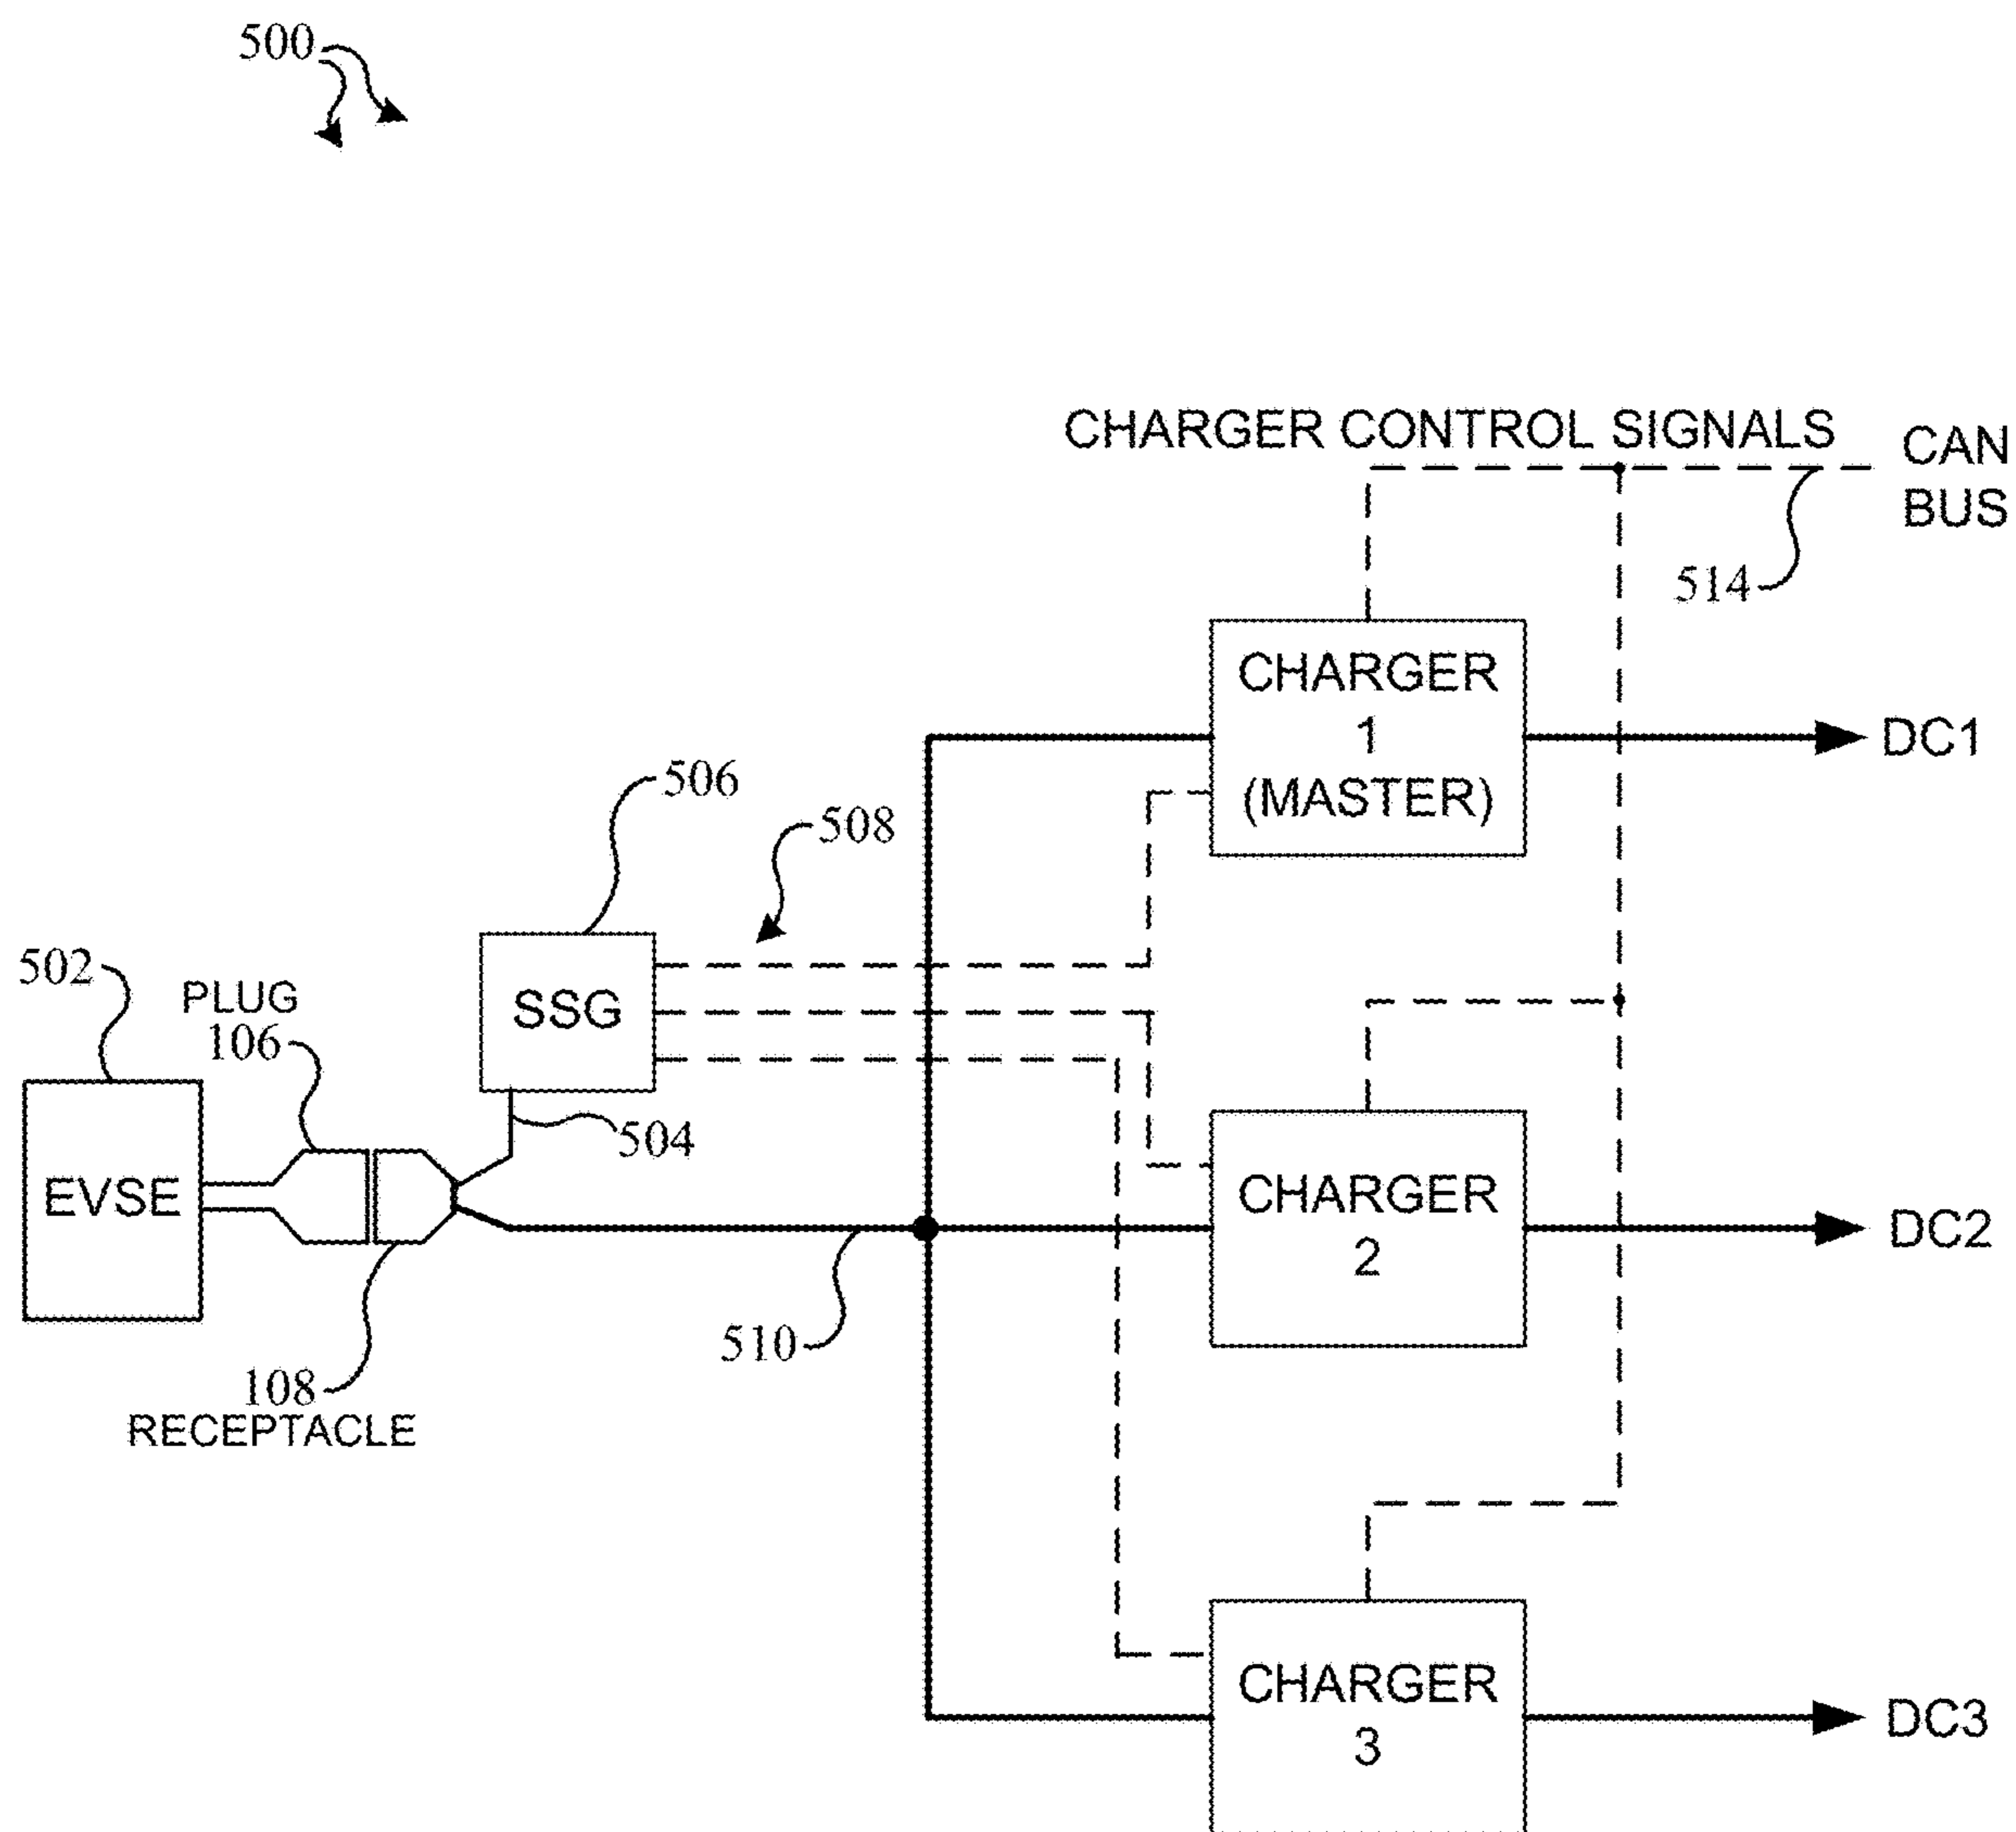 500
CHARGER CONTROL SIGNALS
CAN
BUS
514
CHARGER
1
(MASTER)
DC1
506
508
502
PLUG
106
SSG
504
EVSE
CHARGER
2
DC2
510
108
RECEPTACLE
CHARGER
3
DC3